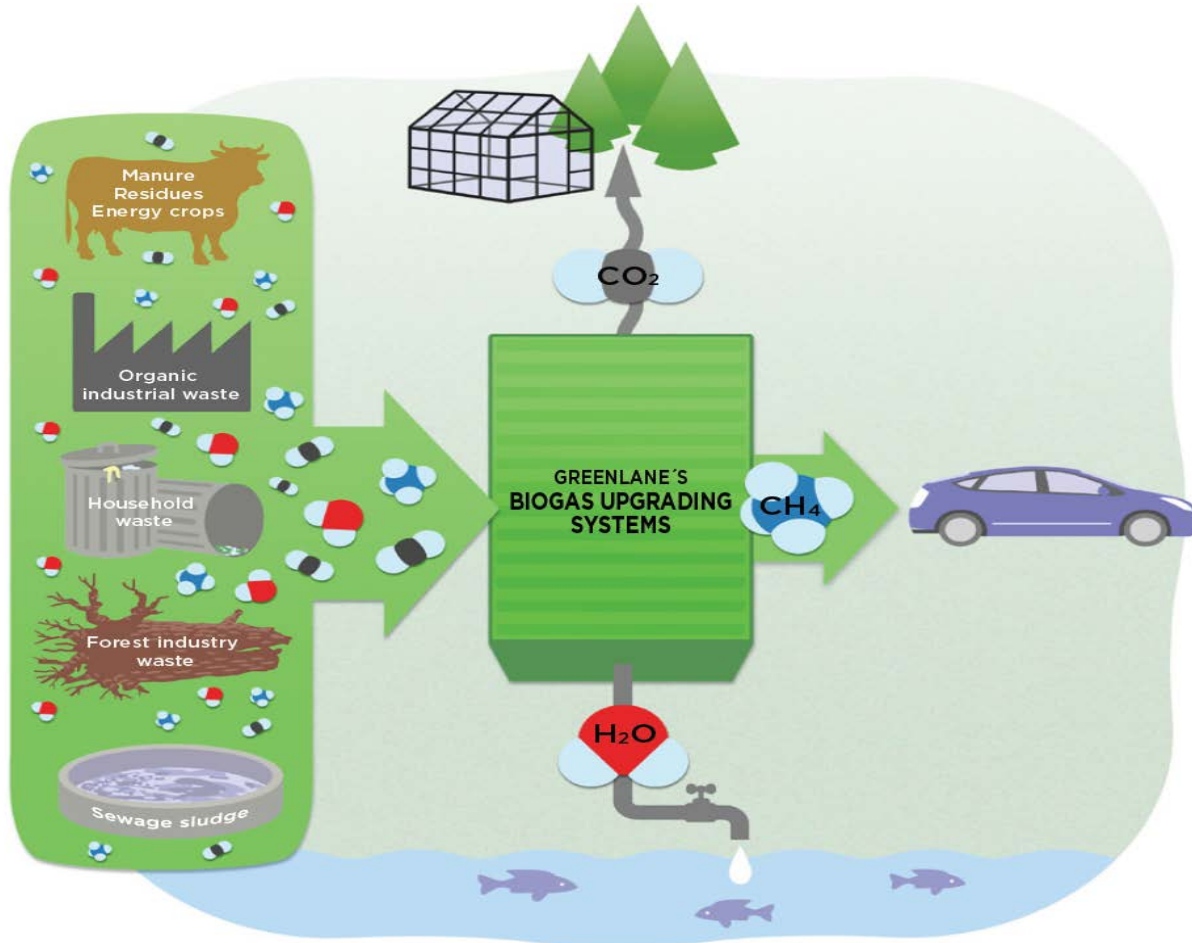 Manure
Residues
Energy crops
Organic
industrial waste
Household
waste
Forest industry
waste
Sewage sludge
CO₂
GREENLANE´S
BIOGAS UPGRADING
SYSTEMS
CH₄
H₂O